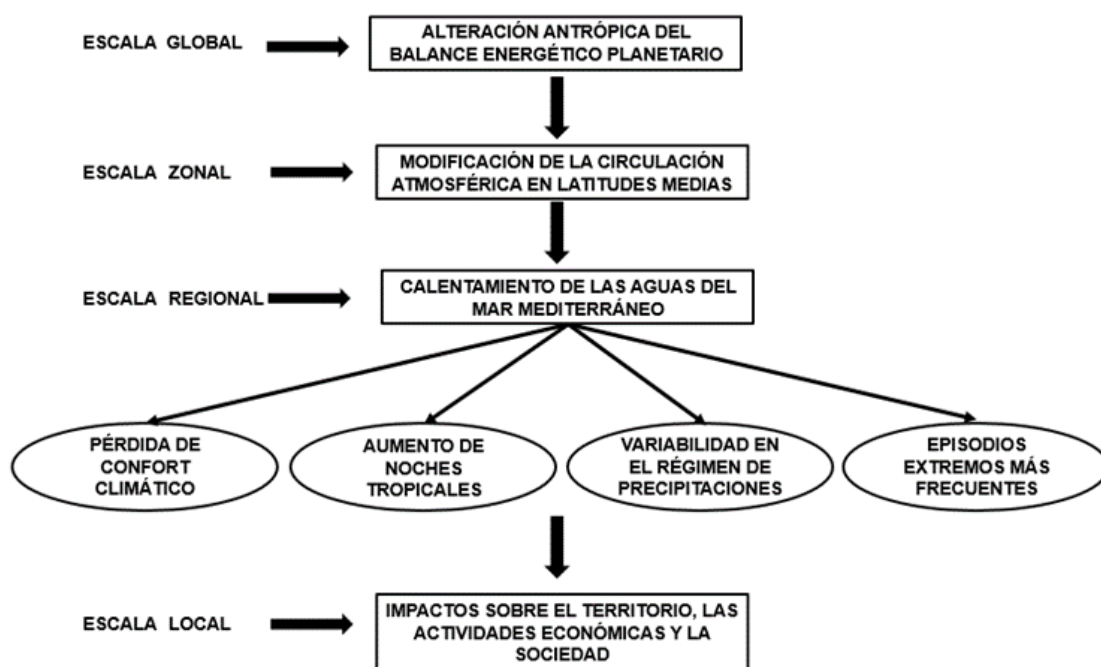 ESCALA GLOBAL
ALTERACIÓN ANTRÓPICA DEL
BALANCE ENERGÉTICO PLANETARIO
ESCALA ZONAL
MODIFICACIÓN DE LA CIRCULACIÓN
ATMOSFÉRICA EN LATITUDES MEDIAS
ESCALA REGIONAL
CALENTAMIENTO DE LAS AGUAS DEL
MAR MEDITERRÁNEO
PÉRDIDA DE
CONFORT
CLIMÁTICO
AUMENTO DE
NOCHES
TROPICALES
VARIABILIDAD EN
EL RÉGIMEN DE
PRECIPITACIONES
EPISODIOS
EXTREMOS MÁS
FRECUENTES
ESCALA LOCAL
IMPACTOS SOBRE EL TERRITORIO, LAS
ACTIVIDADES ECONÓMICAS Y LA
SOCIEDAD